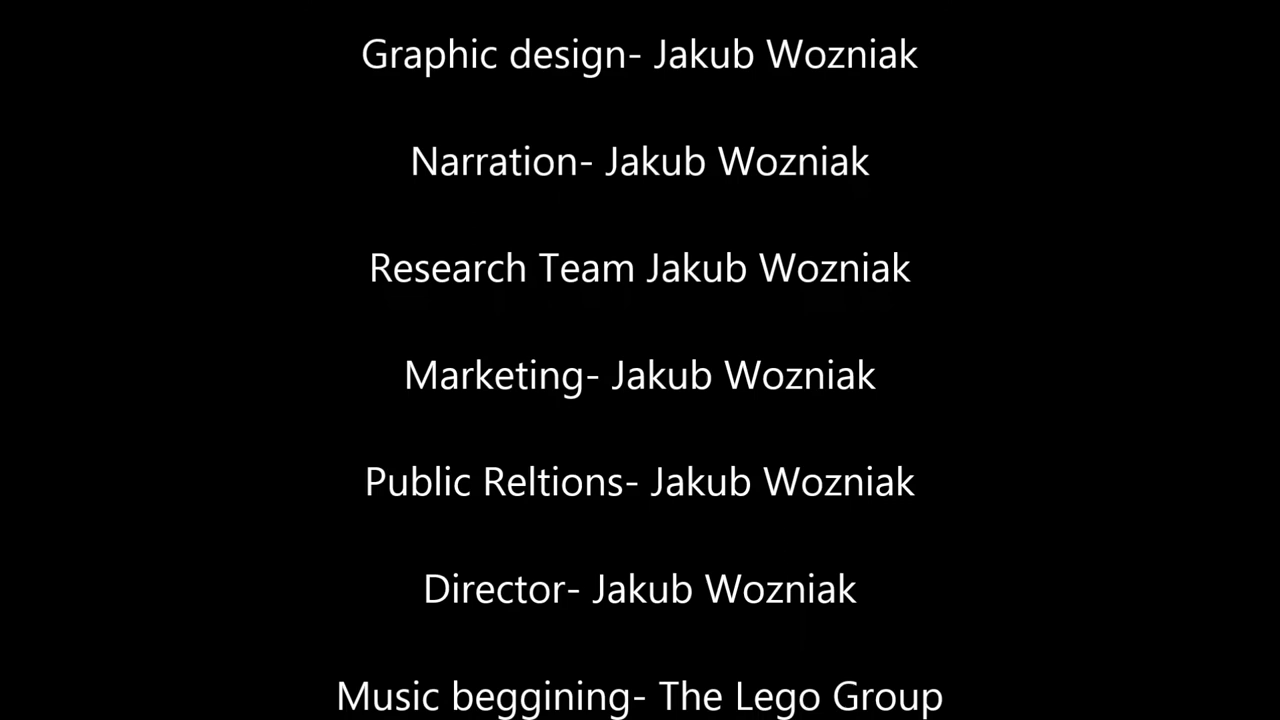 Graphic design- Jakub Wozniak
Narration- Jakub Wozniak
Research Team Jakub Wozniak
Marketing- Jakub Wozniak
Public Reltions- Jakub Wozniak
Director- Jakub Wozniak
Music beggining- The Lego Group